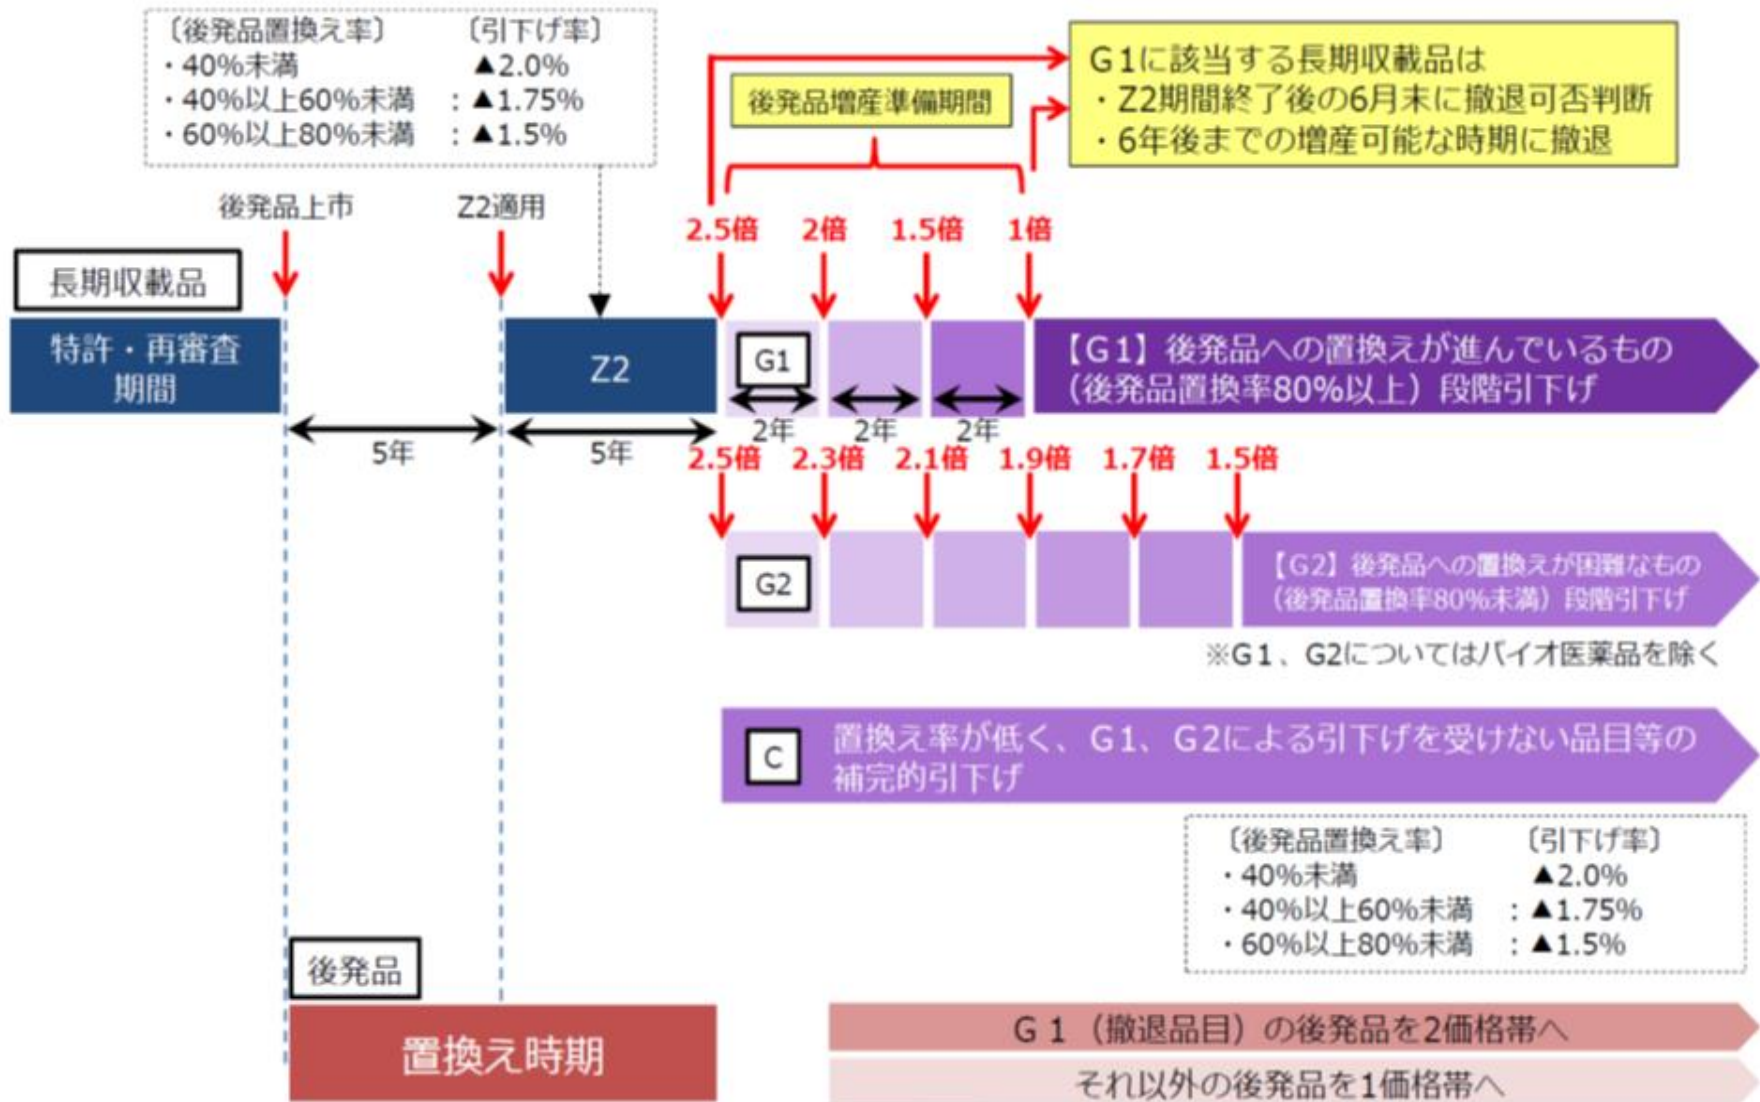 〔後発品置換え率〕 〔引下げ率〕
・40%未満 ▲2.0%
・40%以上60%未満 ：▲1.75%
・60%以上80%未満 ：▲1.5%
後発品増産準備期間
G1に該当する長期収載品は
・Z2期間終了後の6月末に撤退可否判断
・6年後までの増産可能な時期に撤退
後発品上市
Z2適用
2.5倍 2倍 1.5倍 1倍
長期収載品
特許・再審査
期間
Z2
G1
【G1】後発品への置換えが進んでいるもの
（後発品置換率80%以上）段階引下げ
5年
5年
2年 2年 2年
2.5倍 2.3倍 2.1倍 1.9倍 1.7倍 1.5倍
G2
【G2】後発品への置換えが困難なもの
（後発品置換率80%未満）段階引下げ
※G1、G2についてはバイオ医薬品を除く
C
置換え率が低く、G1、G2による引下げを受けない品目等の
補完的引下げ
〔後発品置換え率〕 〔引下げ率〕
・40%未満 ▲2.0%
・40%以上60%未満 ：▲1.75%
・60%以上80%未満 ：▲1.5%
後発品
置換え時期
G1（撤退品目）の後発品を2価格帯へ
それ以外の後発品を1価格帯へ